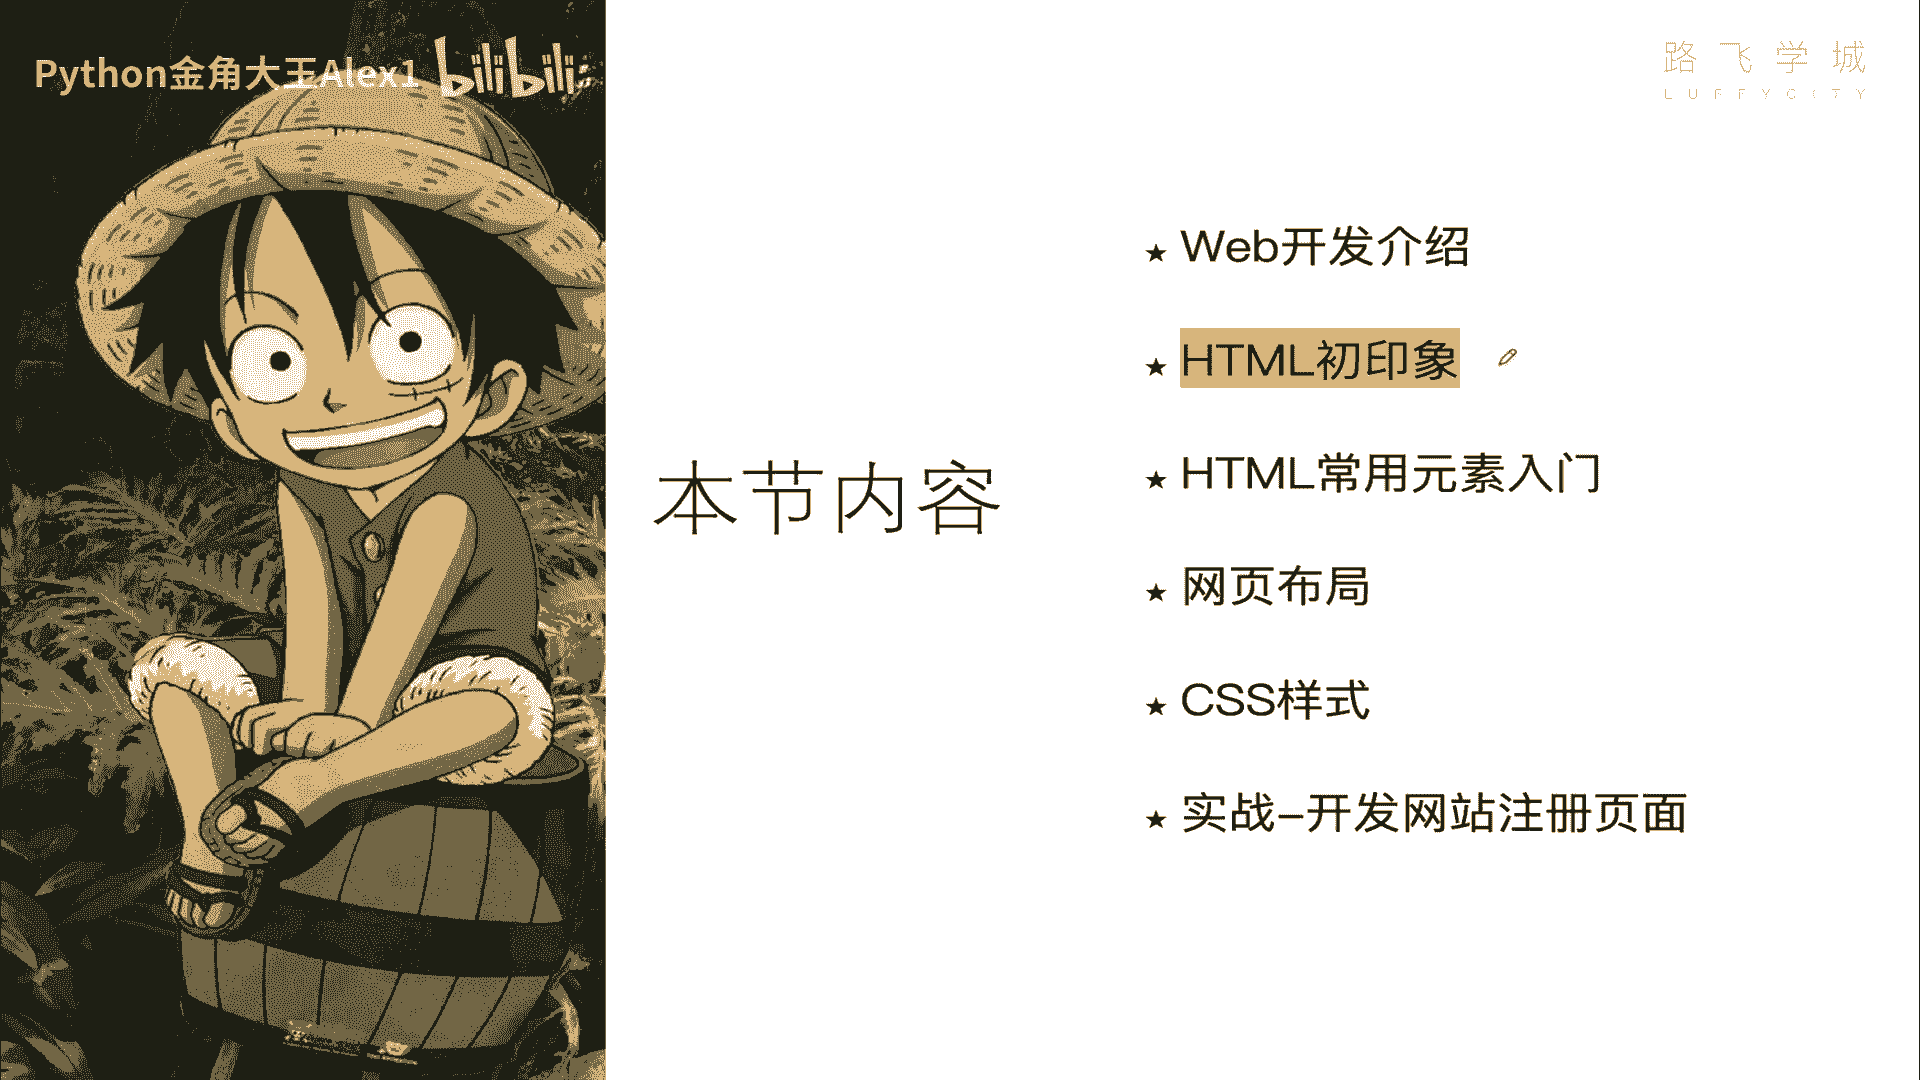 Python金角大王Alex1 bilibili
路飞学城
LUFFYCITY
本节内容
★ Web开发介绍
★ HTML初印象
★ HTML常用元素入门
★ 网页布局
★ CSS样式
★ 实战-开发网站注册页面